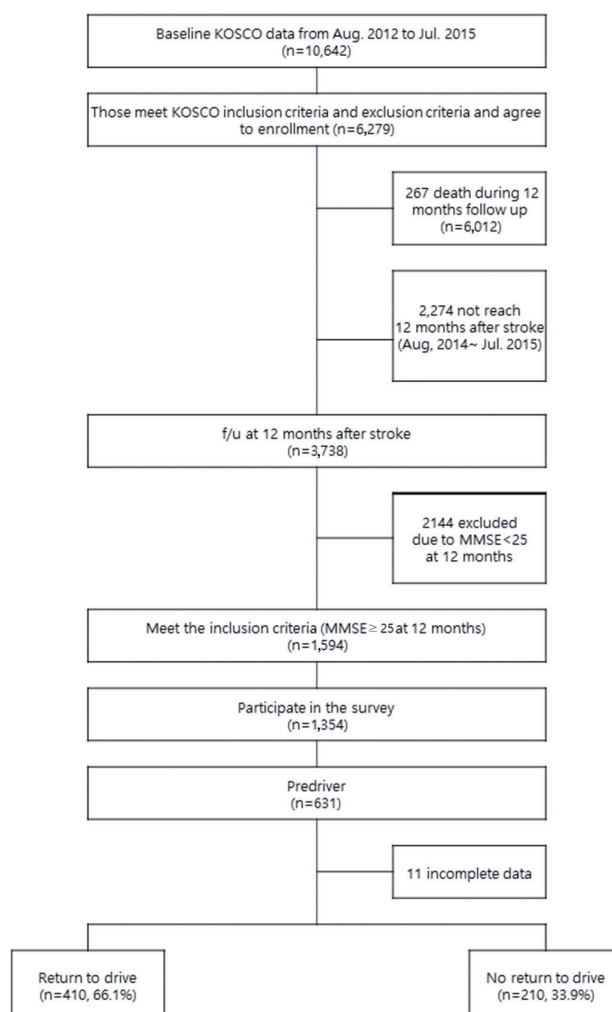 Baseline KOSCO data from Aug. 2012 to Jul. 2015
(n=10,642)
Those meet KOSCO inclusion criteria and exclusion criteria and agree
to enrollment (n=6,279)
267 death during 12
months follow up
(n=6,012)
2,274 not reach
12 months after stroke
(Aug, 2014~ Jul. 2015)
f/u at 12 months after stroke
(n=3,738)
2144 excluded
due to MMSE<25
at 12 months
Meet the inclusion criteria (MMSE≥25 at 12 months)
(n=1,594)
Participate in the survey
(n=1,354)
Predriver
(n=631)
11 incomplete data
Return to drive
(n=410, 66.1%)
No return to drive
(n=210, 33.9%)